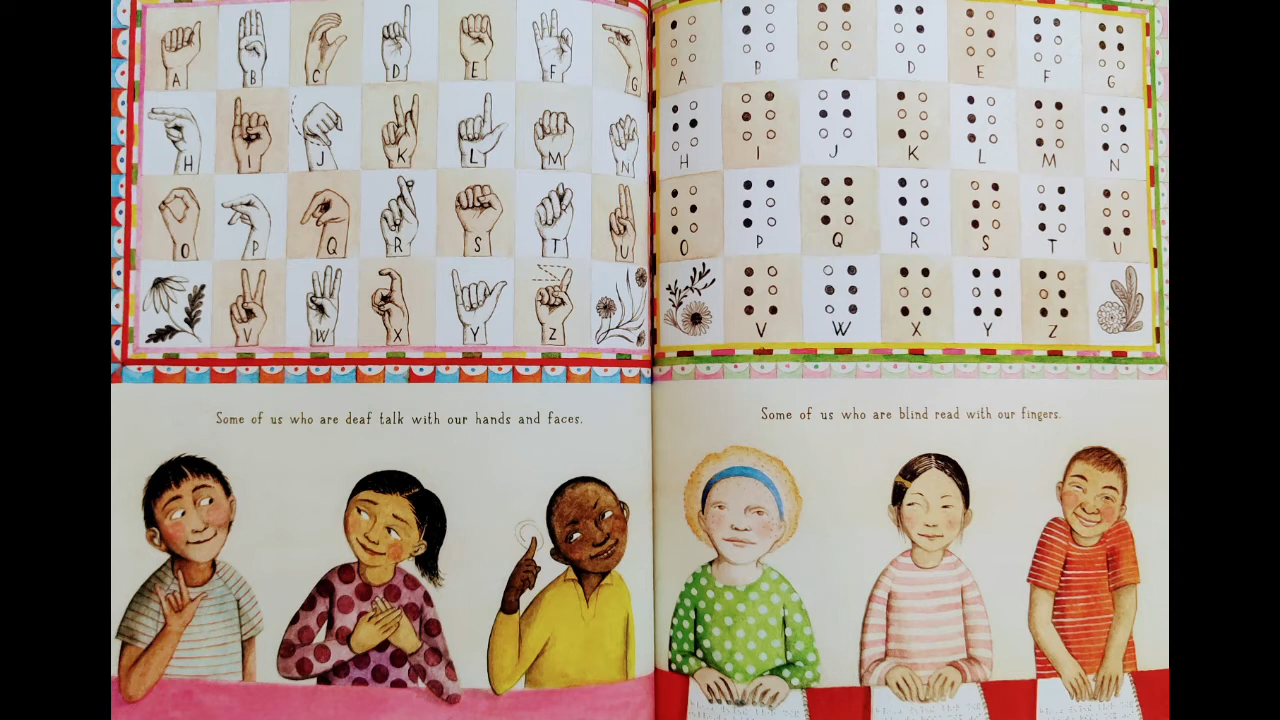 A B C D E F G
H I J K L M N
O P Q R S T U
V W X Y Z
Some of us who are deaf talk with our hands and faces.
A B C D E F G
H I J K L M N
O P Q R S T U
V W X Y Z
Some of us who are blind read with our fingers.